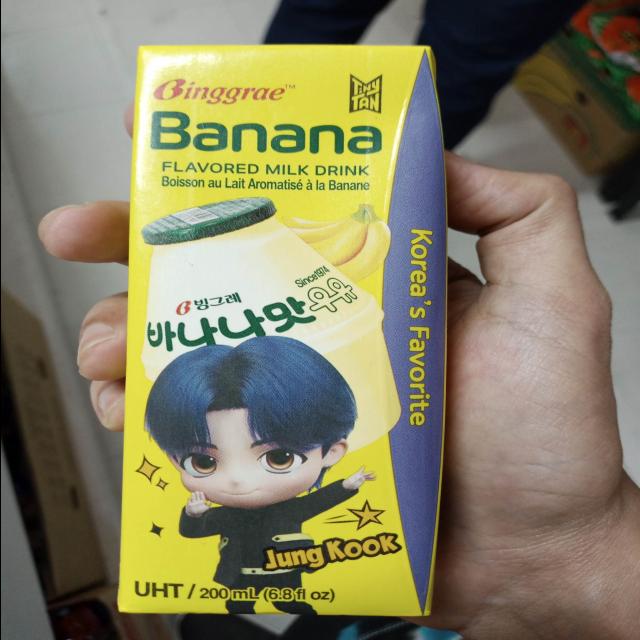 Binggrae™
TINY
TAN
Banana
FLAVORED MILK DRINK
Boisson au Lait Aromatisé à la Banane
Since1974
빙그레
바나나맛우유
Korea's Favorite
Jung Kook
UHT / 200 mL (6.8 fl oz)